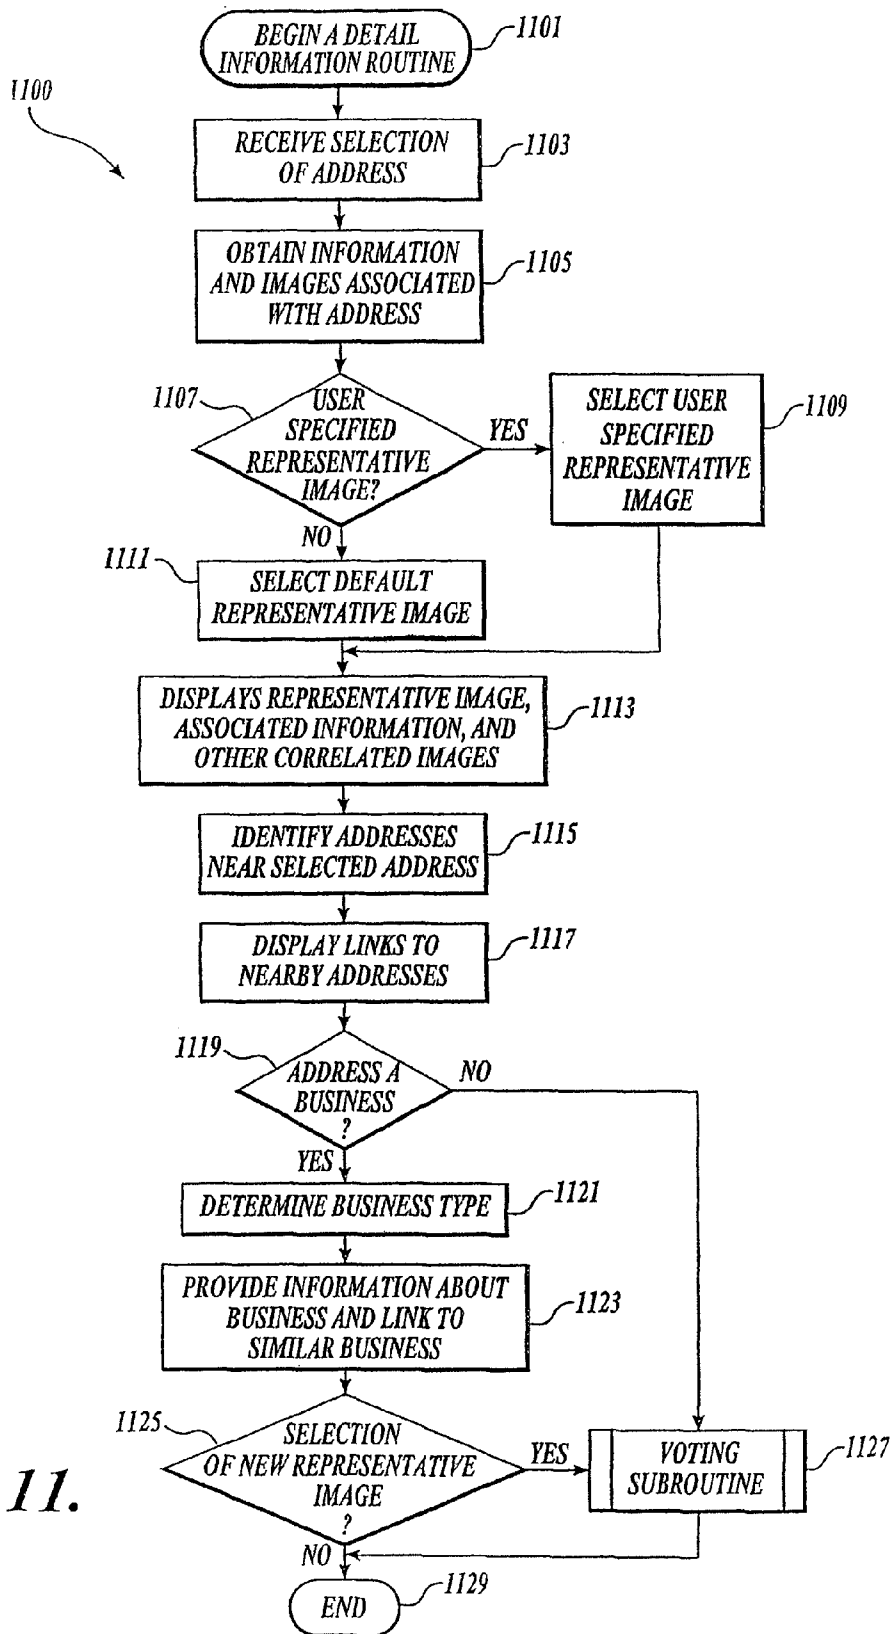 BEGIN A DETAIL
INFORMATION ROUTINE
1101
1100
RECEIVE SELECTION
OF ADDRESS
1103
OBTAIN INFORMATION
AND IMAGES ASSOCIATED
WITH ADDRESS
1105
1107
USER
SPECIFIED
REPRESENTATIVE
IMAGE?
YES
SELECT USER
SPECIFIED
REPRESENTATIVE
IMAGE
1109
NO
1111
SELECT DEFAULT
REPRESENTATIVE IMAGE
DISPLAYS REPRESENTATIVE IMAGE,
ASSOCIATED INFORMATION, AND
OTHER CORRELATED IMAGES
1113
IDENTIFY ADDRESSES
NEAR SELECTED ADDRESS
1115
DISPLAY LINKS TO
NEARBY ADDRESSES
1117
1119
ADDRESS A
BUSINESS
?
NO
YES
DETERMINE BUSINESS TYPE
1121
PROVIDE INFORMATION ABOUT
BUSINESS AND LINK TO
SIMILAR BUSINESS
1123
1125
SELECTION
OF NEW REPRESENTATIVE
IMAGE
?
YES
VOTING
SUBROUTINE
1127
11.
NO
END
1129